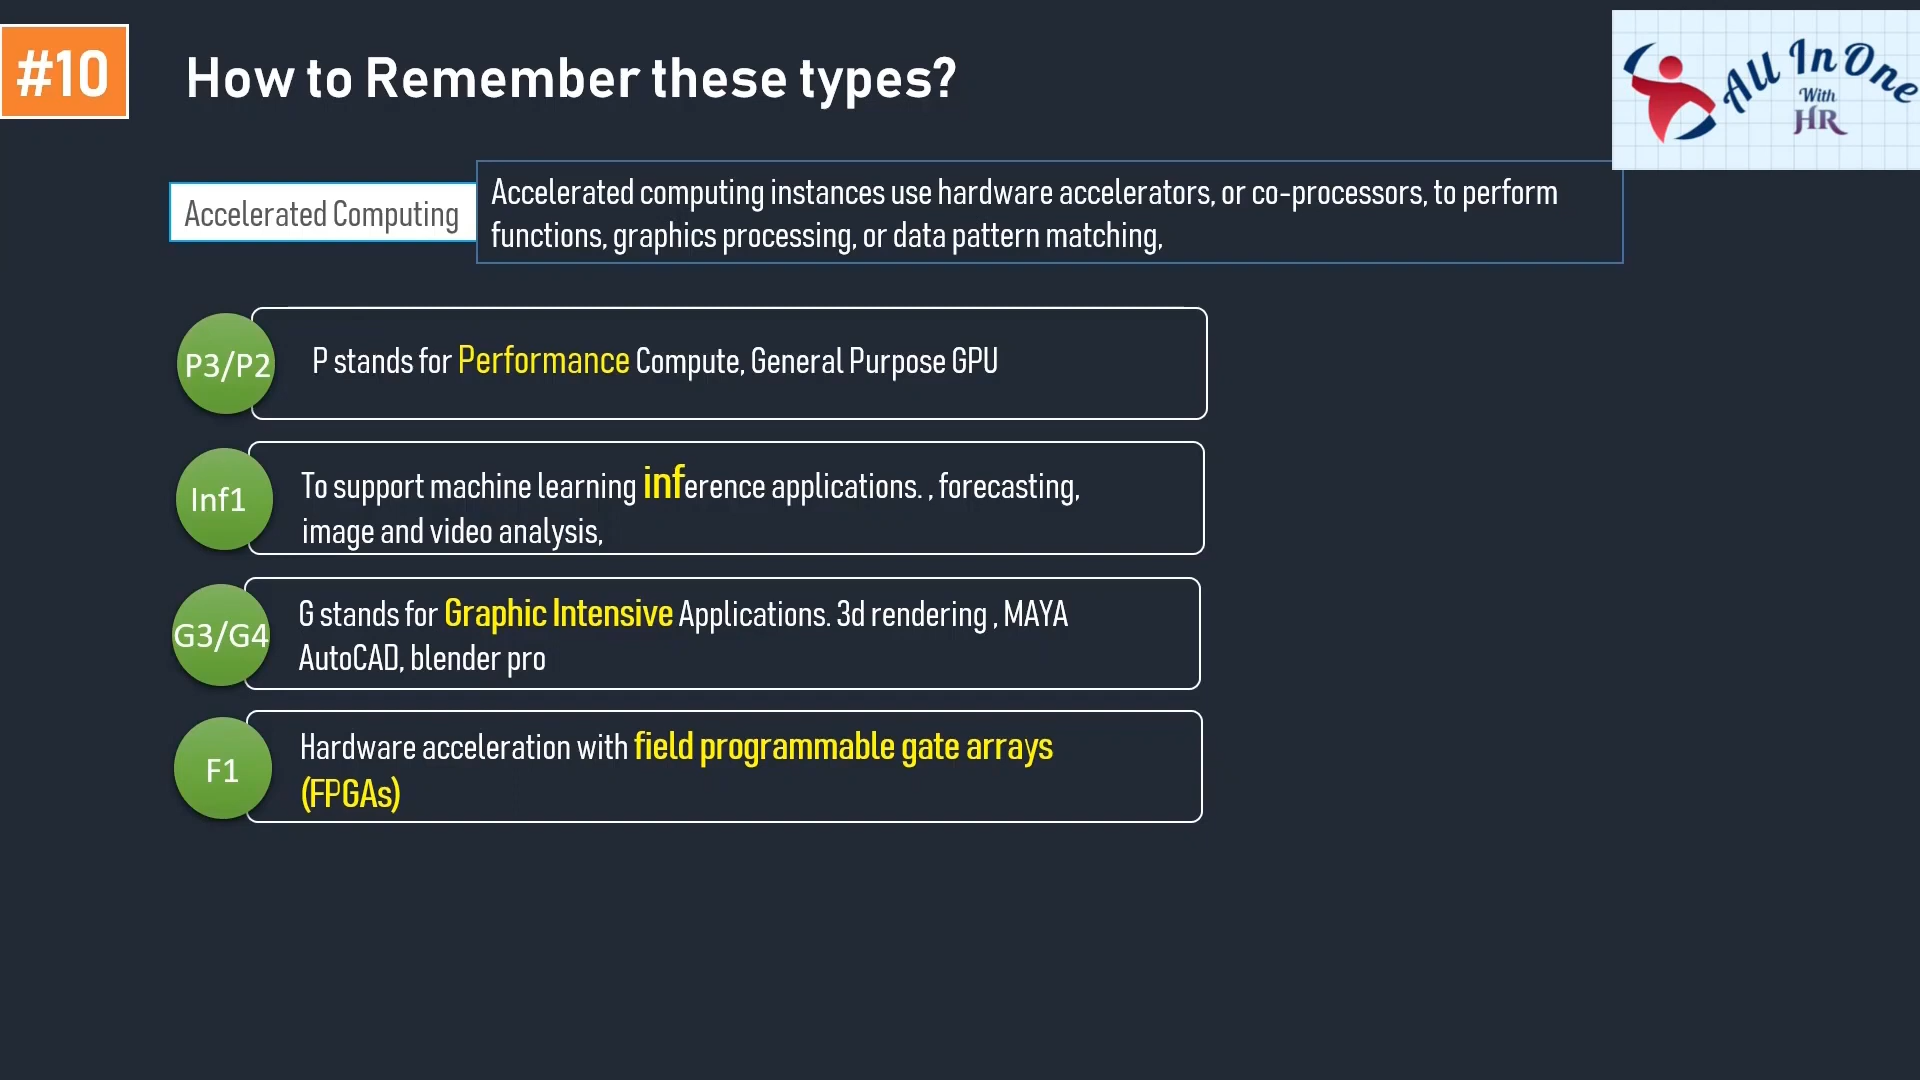 #10
How to Remember these types?
All In One
With
HR
Accelerated Computing
Accelerated computing instances use hardware accelerators, or co-processors, to perform
functions, graphics processing, or data pattern matching,
P3/P2
P stands for Performance Compute, General Purpose GPU
Inf1
To support machine learning inference applications. , forecasting,
image and video analysis,
G3/G4
G stands for Graphic Intensive Applications. 3d rendering , MAYA
AutoCAD, blender pro
F1
Hardware acceleration with field programmable gate arrays
(FPGAs)